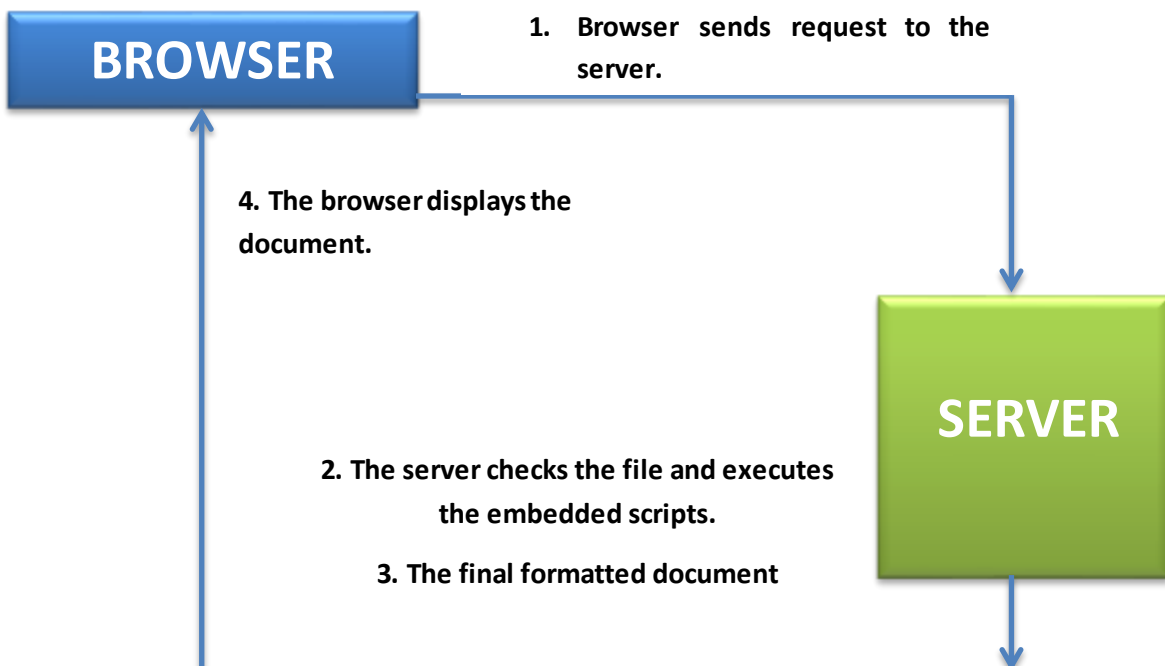 BROWSER
1. Browser sends request to the
server.
4. The browser displays the
document.
SERVER
2. The server checks the file and executes
the embedded scripts.
3. The final formatted document